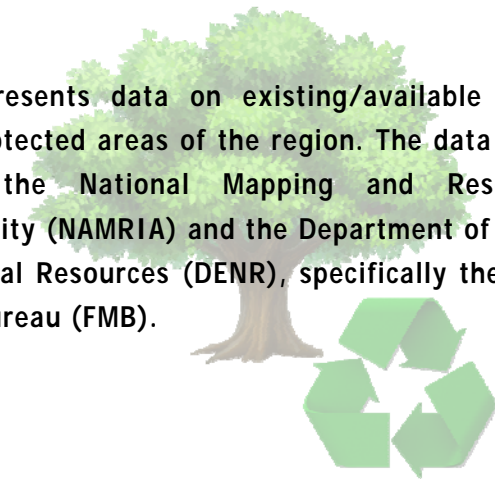 resents data on existing/available
otected areas of the region. The data
the National Mapping and Res
ity (NAMRIA) and the Department of
al Resources (DENR), specifically the
ureau (FMB).